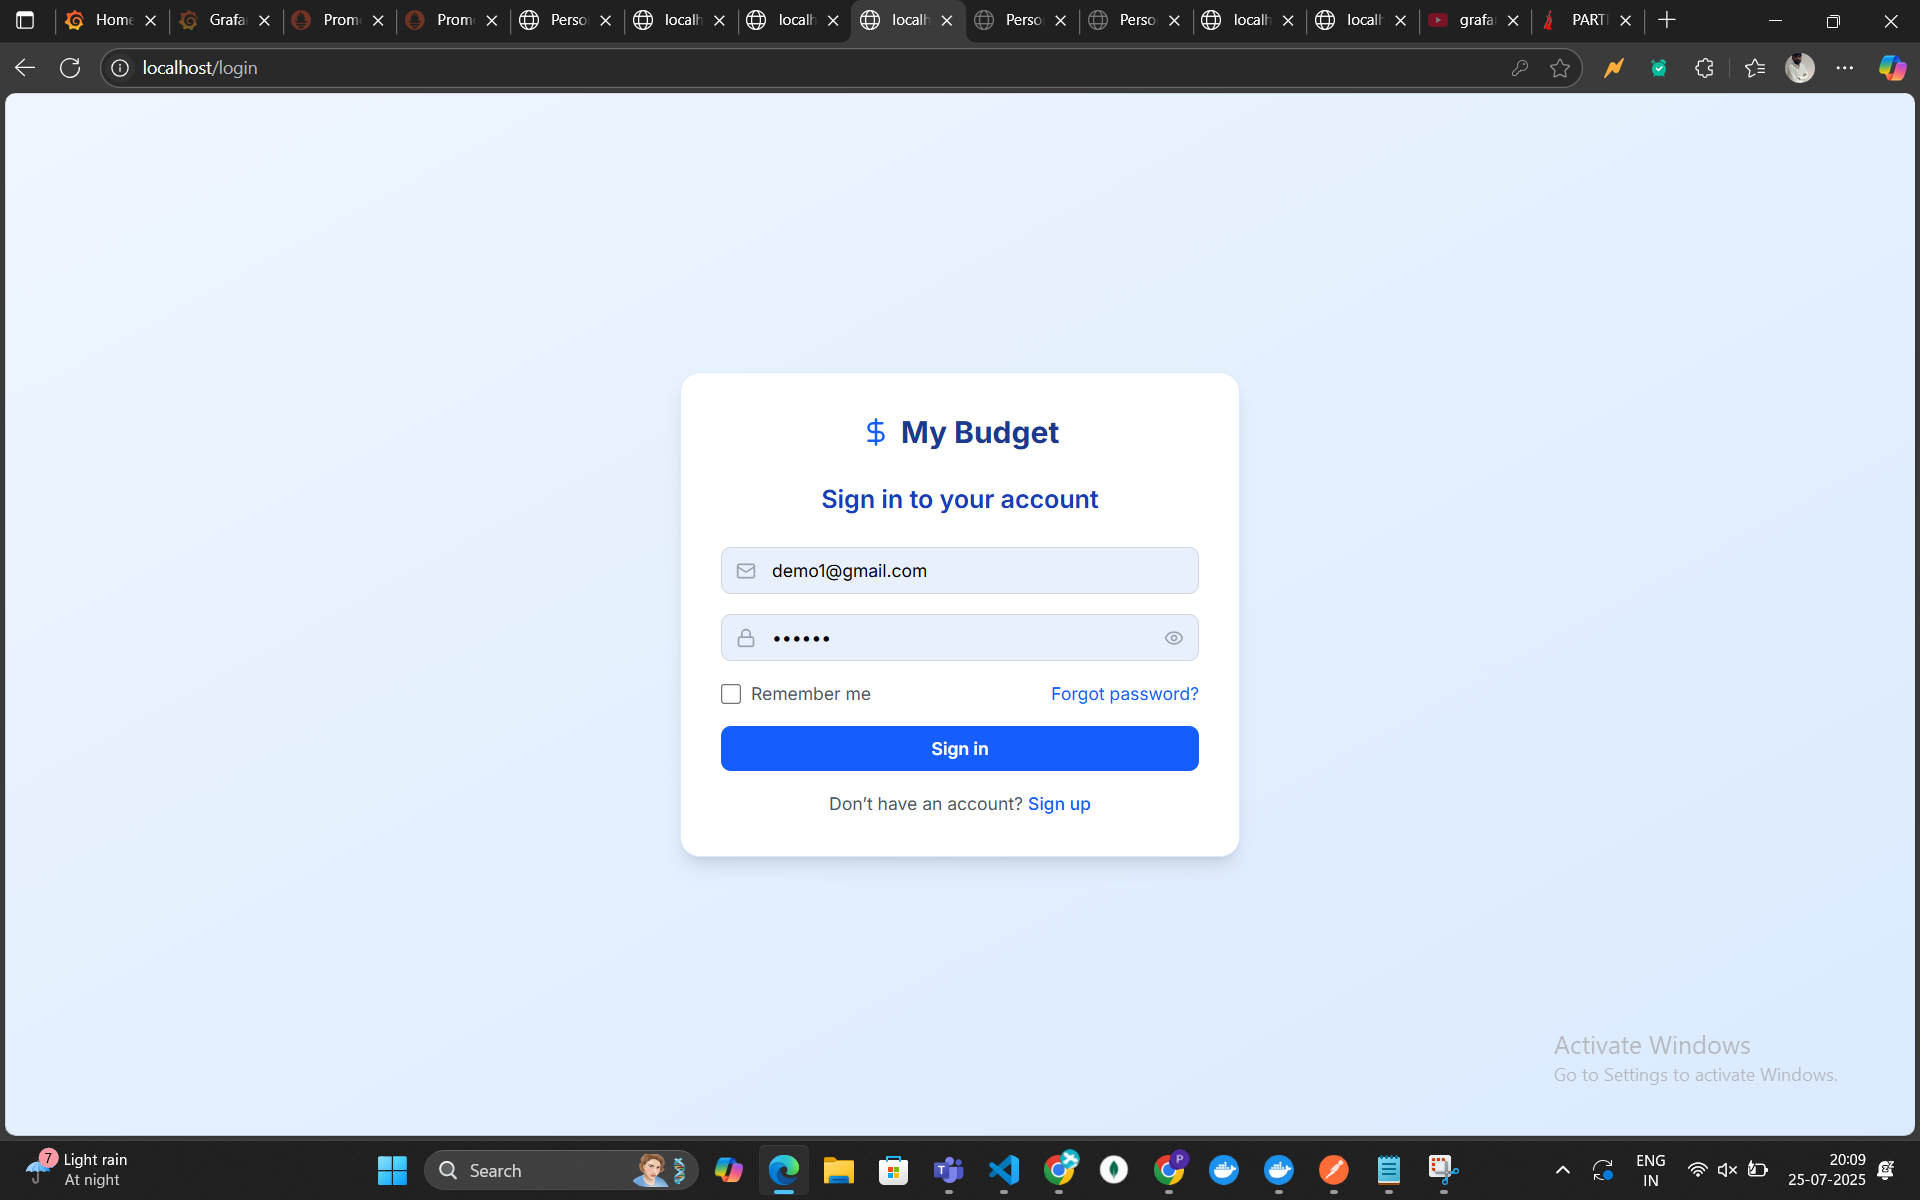 Home
Grafa
Prom
Prom
Perso
localh
localh
localh
Perso
Perso
localh
localh
grafa
PARTI
localhost/login
My Budget
Sign in to your account
demo1@gmail.com
••••••
Remember me
Forgot password?
Sign in
Don’t have an account? Sign up
Activate Windows
Go to Settings to activate Windows.
7
Light rain
At night
Search
T
P
ENG
IN
20:09
25-07-2025